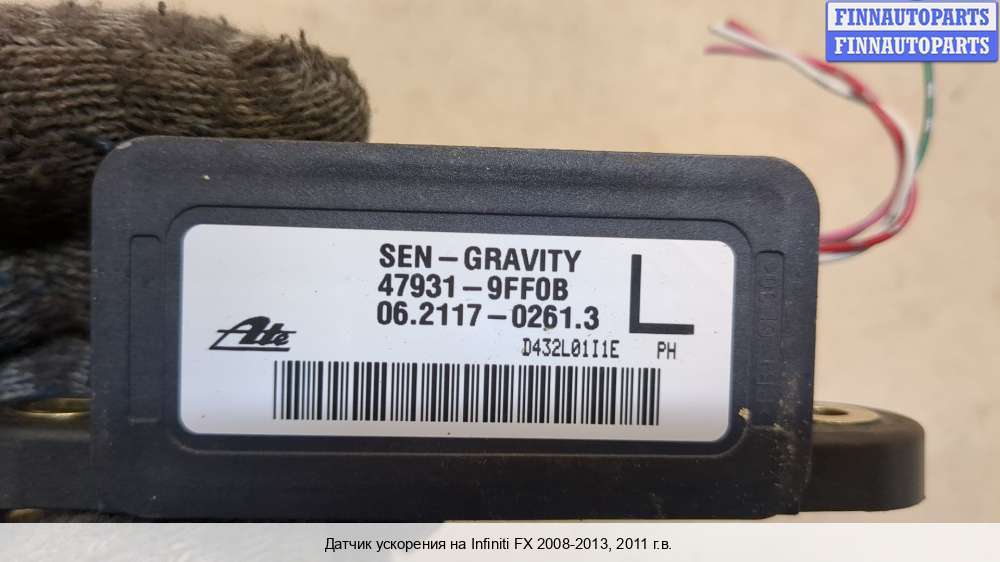 FINNAUTOPARTS
FINNAUTOPARTS
SEN-GRAVITY
47931-9FF0B
06.2117-0261.3
L
Ate
D432L01I1E PH
Датчик ускорения на Infiniti FX 2008-2013, 2011 г.в.